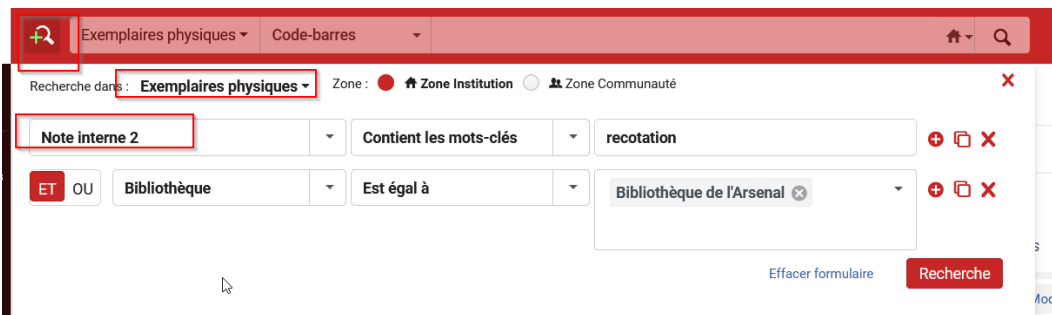 Exemplaires physiques Code-barres
Recherche dans : Exemplaires physiques Zone : Zone Institution Zone Communauté
Note interne 2 Contient les mots-clés recotation
ET OU Bibliothèque Est égal à Bibliothèque de l'Arsenal
Effacer formulaire Recherche